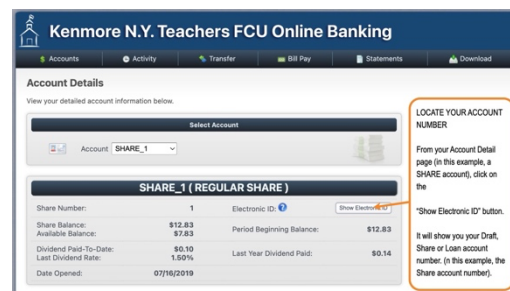 Kenmore N.Y. Teachers FCU Online Banking
$ Accounts
Activity
Transfer
Bill Pay
Statements
Download
Account Details
View your detailed account information below.
Select Account
Account SHARE_1
SHARE_1 ( REGULAR SHARE )
Share Number: 1
Electronic ID: ? Show Electronic ID
Share Balance: $12.83
Available Balance: $7.83
Period Beginning Balance: $12.83
Dividend Paid-To-Date: $0.10
Last Dividend Rate: 1.50%
Last Year Dividend Paid: $0.14
Date Opened: 07/16/2019
LOCATE YOUR ACCOUNT
NUMBER
From your Account Detail
page (in this example, a
SHARE account), click on
the
“Show Electronic ID” button.
It will show you your Draft,
Share or Loan account
number. (n this example, the
Share account number).